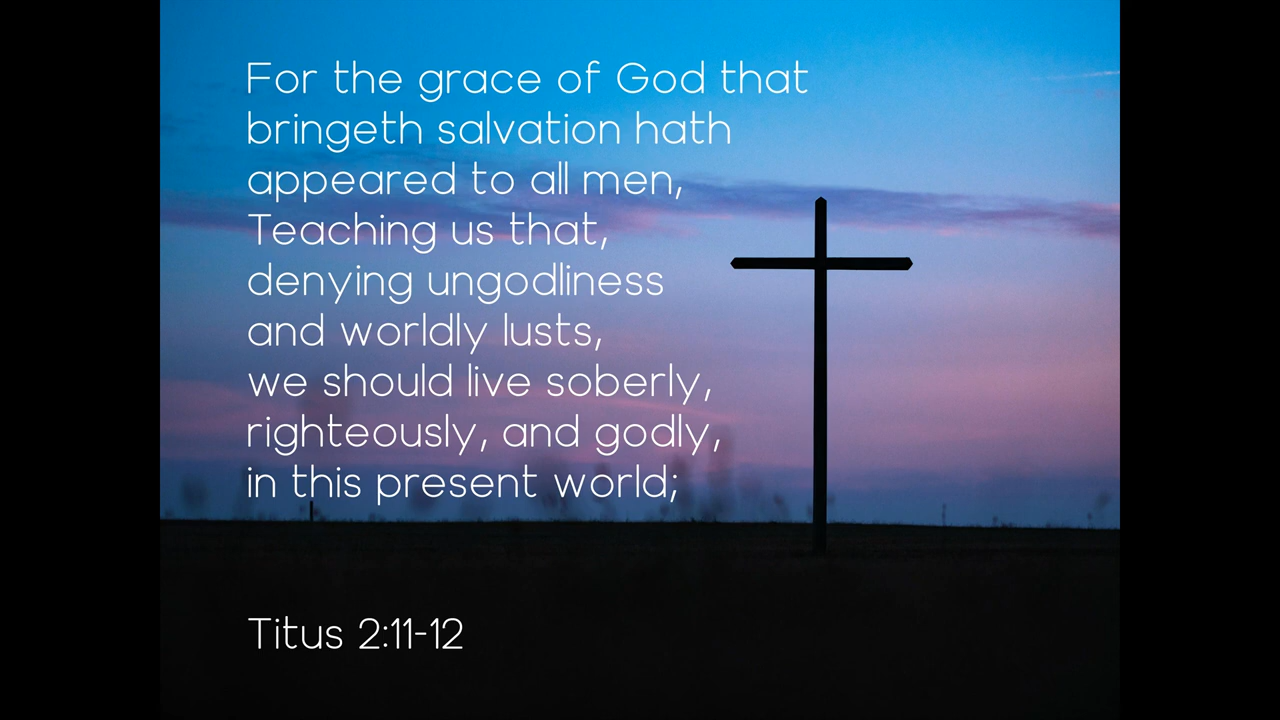 For the grace of God that
bringeth salvation hath
appeared to all men,
Teaching us that,
denying ungodliness
and worldly lusts,
we should live soberly,
righteously, and godly,
in this present world;
Titus 2:11-12